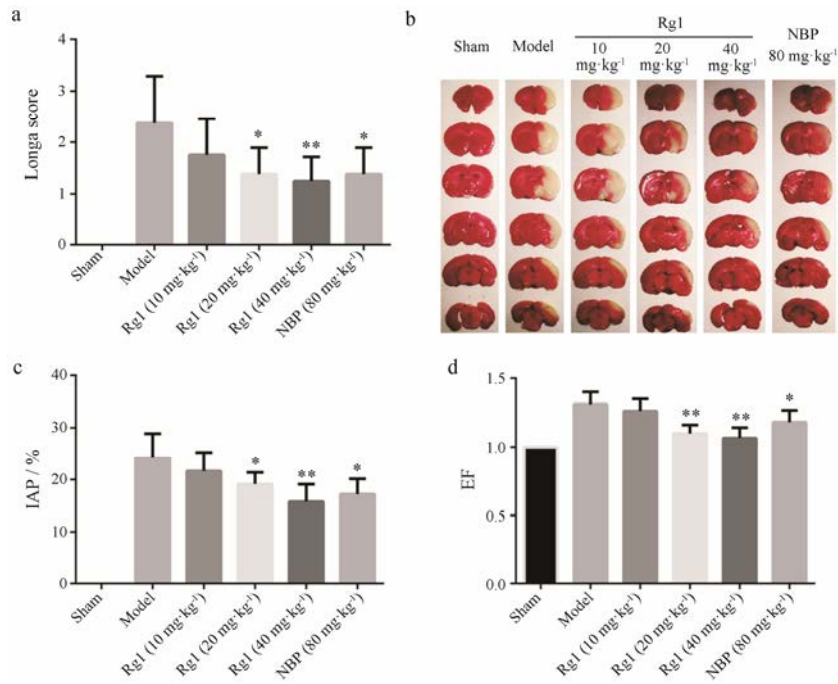 a
Longa score
4
3
2
1
0
Sham
Model
Rg1 (10 mg·kg⁻¹)
Rg1 (20 mg·kg⁻¹)
Rg1 (40 mg·kg⁻¹)
NBP (80 mg·kg⁻¹)
*
**
*
b
Rg1
Sham
Model
10
mg·kg⁻¹
20
mg·kg⁻¹
40
mg·kg⁻¹
NBP
80 mg·kg⁻¹
c
IAP / %
40
30
20
10
0
Sham
Model
Rg1 (10 mg·kg⁻¹)
Rg1 (20 mg·kg⁻¹)
Rg1 (40 mg·kg⁻¹)
NBP (80 mg·kg⁻¹)
*
**
*
d
EF
1.5
1.0
0.5
0.0
Sham
Model
Rg1 (10 mg·kg⁻¹)
Rg1 (20 mg·kg⁻¹)
Rg1 (40 mg·kg⁻¹)
NBP (80 mg·kg⁻¹)
**
**
*